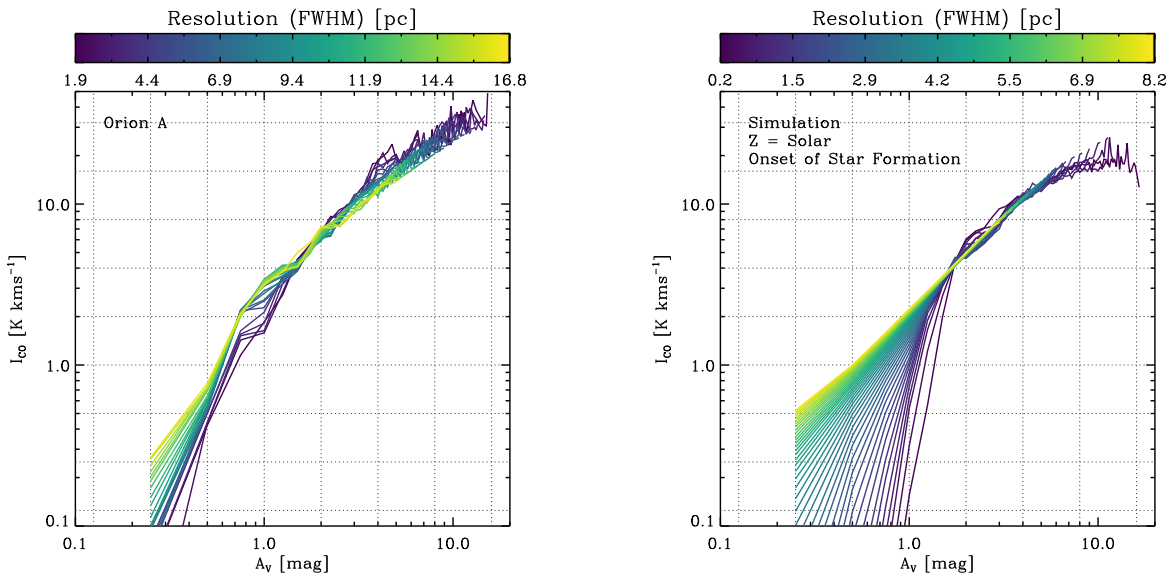 Resolution (FWHM) [pc]
1.9 4.4 6.9 9.4 11.9 14.4 16.8
Orion A
10.0
1.0
0.1
I_CO [K kms⁻¹]
0.1 1.0 10.0
A_V [mag]
Resolution (FWHM) [pc]
0.2 1.5 2.9 4.2 5.5 6.9 8.2
Simulation
Z = Solar
Onset of Star Formation
10.0
1.0
0.1
I_CO [K kms⁻¹]
0.1 1.0 10.0
A_V [mag]